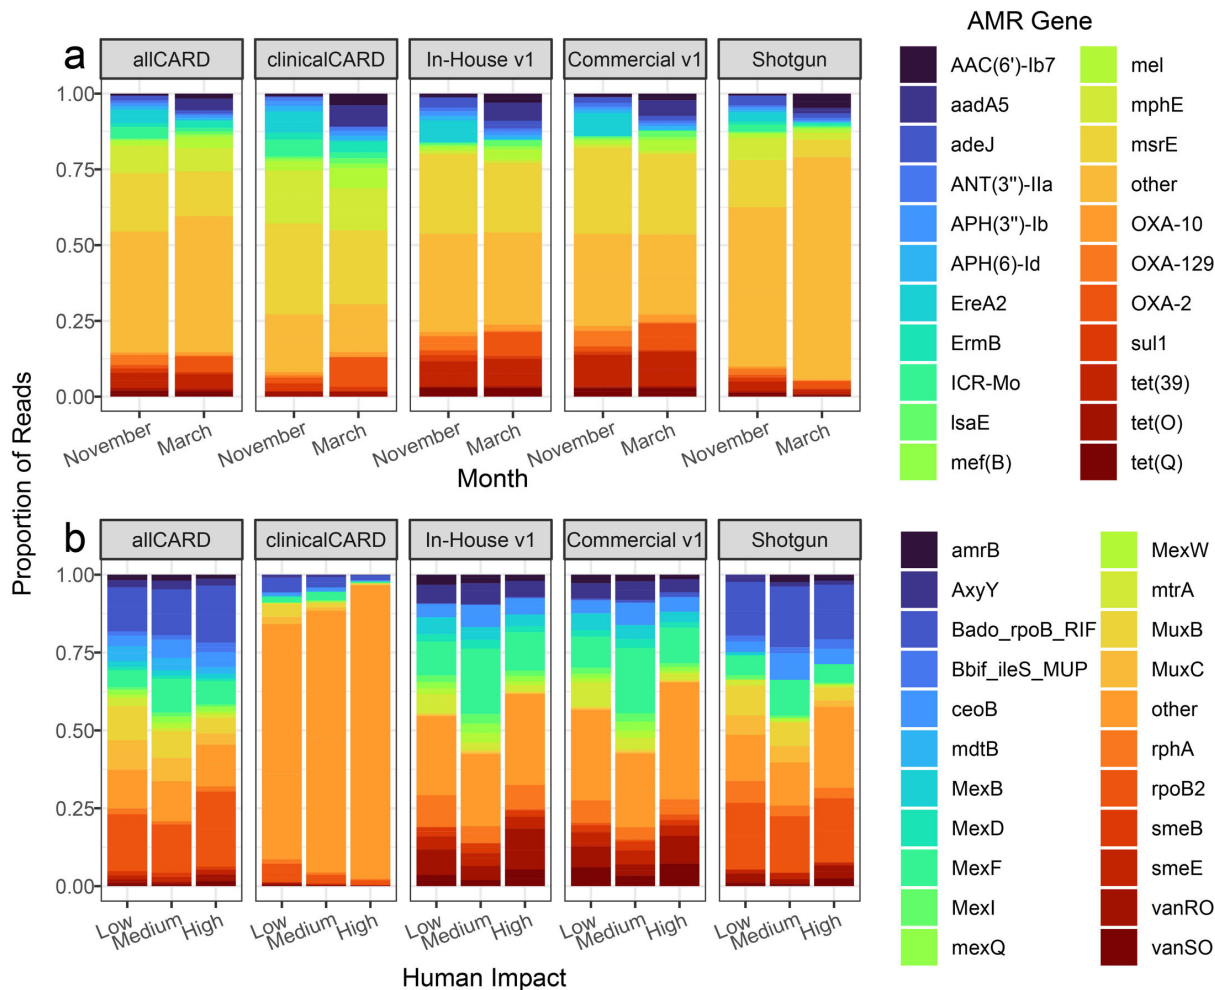 AMR Gene
a
allCARD
clinicalCARD
In-House v1
Commercial v1
Shotgun
1.00
0.75
0.50
0.25
0.00
November
March
November
March
November
March
November
March
November
March
Month
AAC(6')-Ib7
aadA5
adeJ
ANT(3'')-IIa
APH(3'')-Ib
APH(6)-Id
EreA2
ErmB
ICR-Mo
lsaE
mef(B)
mel
mphE
msrE
other
OXA-10
OXA-129
OXA-2
sul1
tet(39)
tet(O)
tet(Q)
Proportion of Reads
b
allCARD
clinicalCARD
In-House v1
Commercial v1
Shotgun
1.00
0.75
0.50
0.25
0.00
Low
Medium
High
Low
Medium
High
Low
Medium
High
Low
Medium
High
Low
Medium
High
Human Impact
amrB
AxyY
Bado_rpoB_RIF
Bbif_ileS_MUP
ceoB
mdtB
MexB
MexD
MexF
MexI
mexQ
MexW
mtrA
MuxB
MuxC
other
rphA
rpoB2
smeB
smeE
vanRO
vanSO